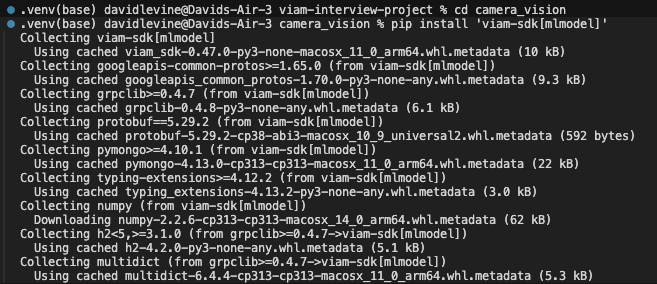 .venv(base) davidlevine@Davids-Air-3 viam-interview-project % cd camera_vision
.venv(base) davidlevine@Davids-Air-3 camera_vision % pip install 'viam-sdk[mlmodel]'
Collecting viam-sdk[mlmodel]
  Using cached viam_sdk-0.47.0-py3-none-macosx_11_0_arm64.whl.metadata (10 kB)
Collecting googleapis-common-protos>=1.65.0 (from viam-sdk[mlmodel])
  Using cached googleapis_common_protos-1.70.0-py3-none-any.whl.metadata (9.3 kB)
Collecting grpclib>=0.4.7 (from viam-sdk[mlmodel])
  Using cached grpclib-0.4.8-py3-none-any.whl.metadata (6.1 kB)
Collecting protobuf==5.29.2 (from viam-sdk[mlmodel])
  Using cached protobuf-5.29.2-cp38-abi3-macosx_10_9_universal2.whl.metadata (592 bytes)
Collecting pymongo>=4.10.1 (from viam-sdk[mlmodel])
  Using cached pymongo-4.13.0-cp313-cp313-macosx_11_0_arm64.whl.metadata (22 kB)
Collecting typing-extensions>=4.12.2 (from viam-sdk[mlmodel])
  Using cached typing_extensions-4.13.2-py3-none-any.whl.metadata (3.0 kB)
Collecting numpy (from viam-sdk[mlmodel])
  Downloading numpy-2.2.6-cp313-cp313-macosx_14_0_arm64.whl.metadata (62 kB)
Collecting h2<5,>=3.1.0 (from grpclib>=0.4.7->viam-sdk[mlmodel])
  Using cached h2-4.2.0-py3-none-any.whl.metadata (5.1 kB)
Collecting multidict (from grpclib>=0.4.7->viam-sdk[mlmodel])
  Using cached multidict-6.4.4-cp313-cp313-macosx_11_0_arm64.whl.metadata (5.3 kB)